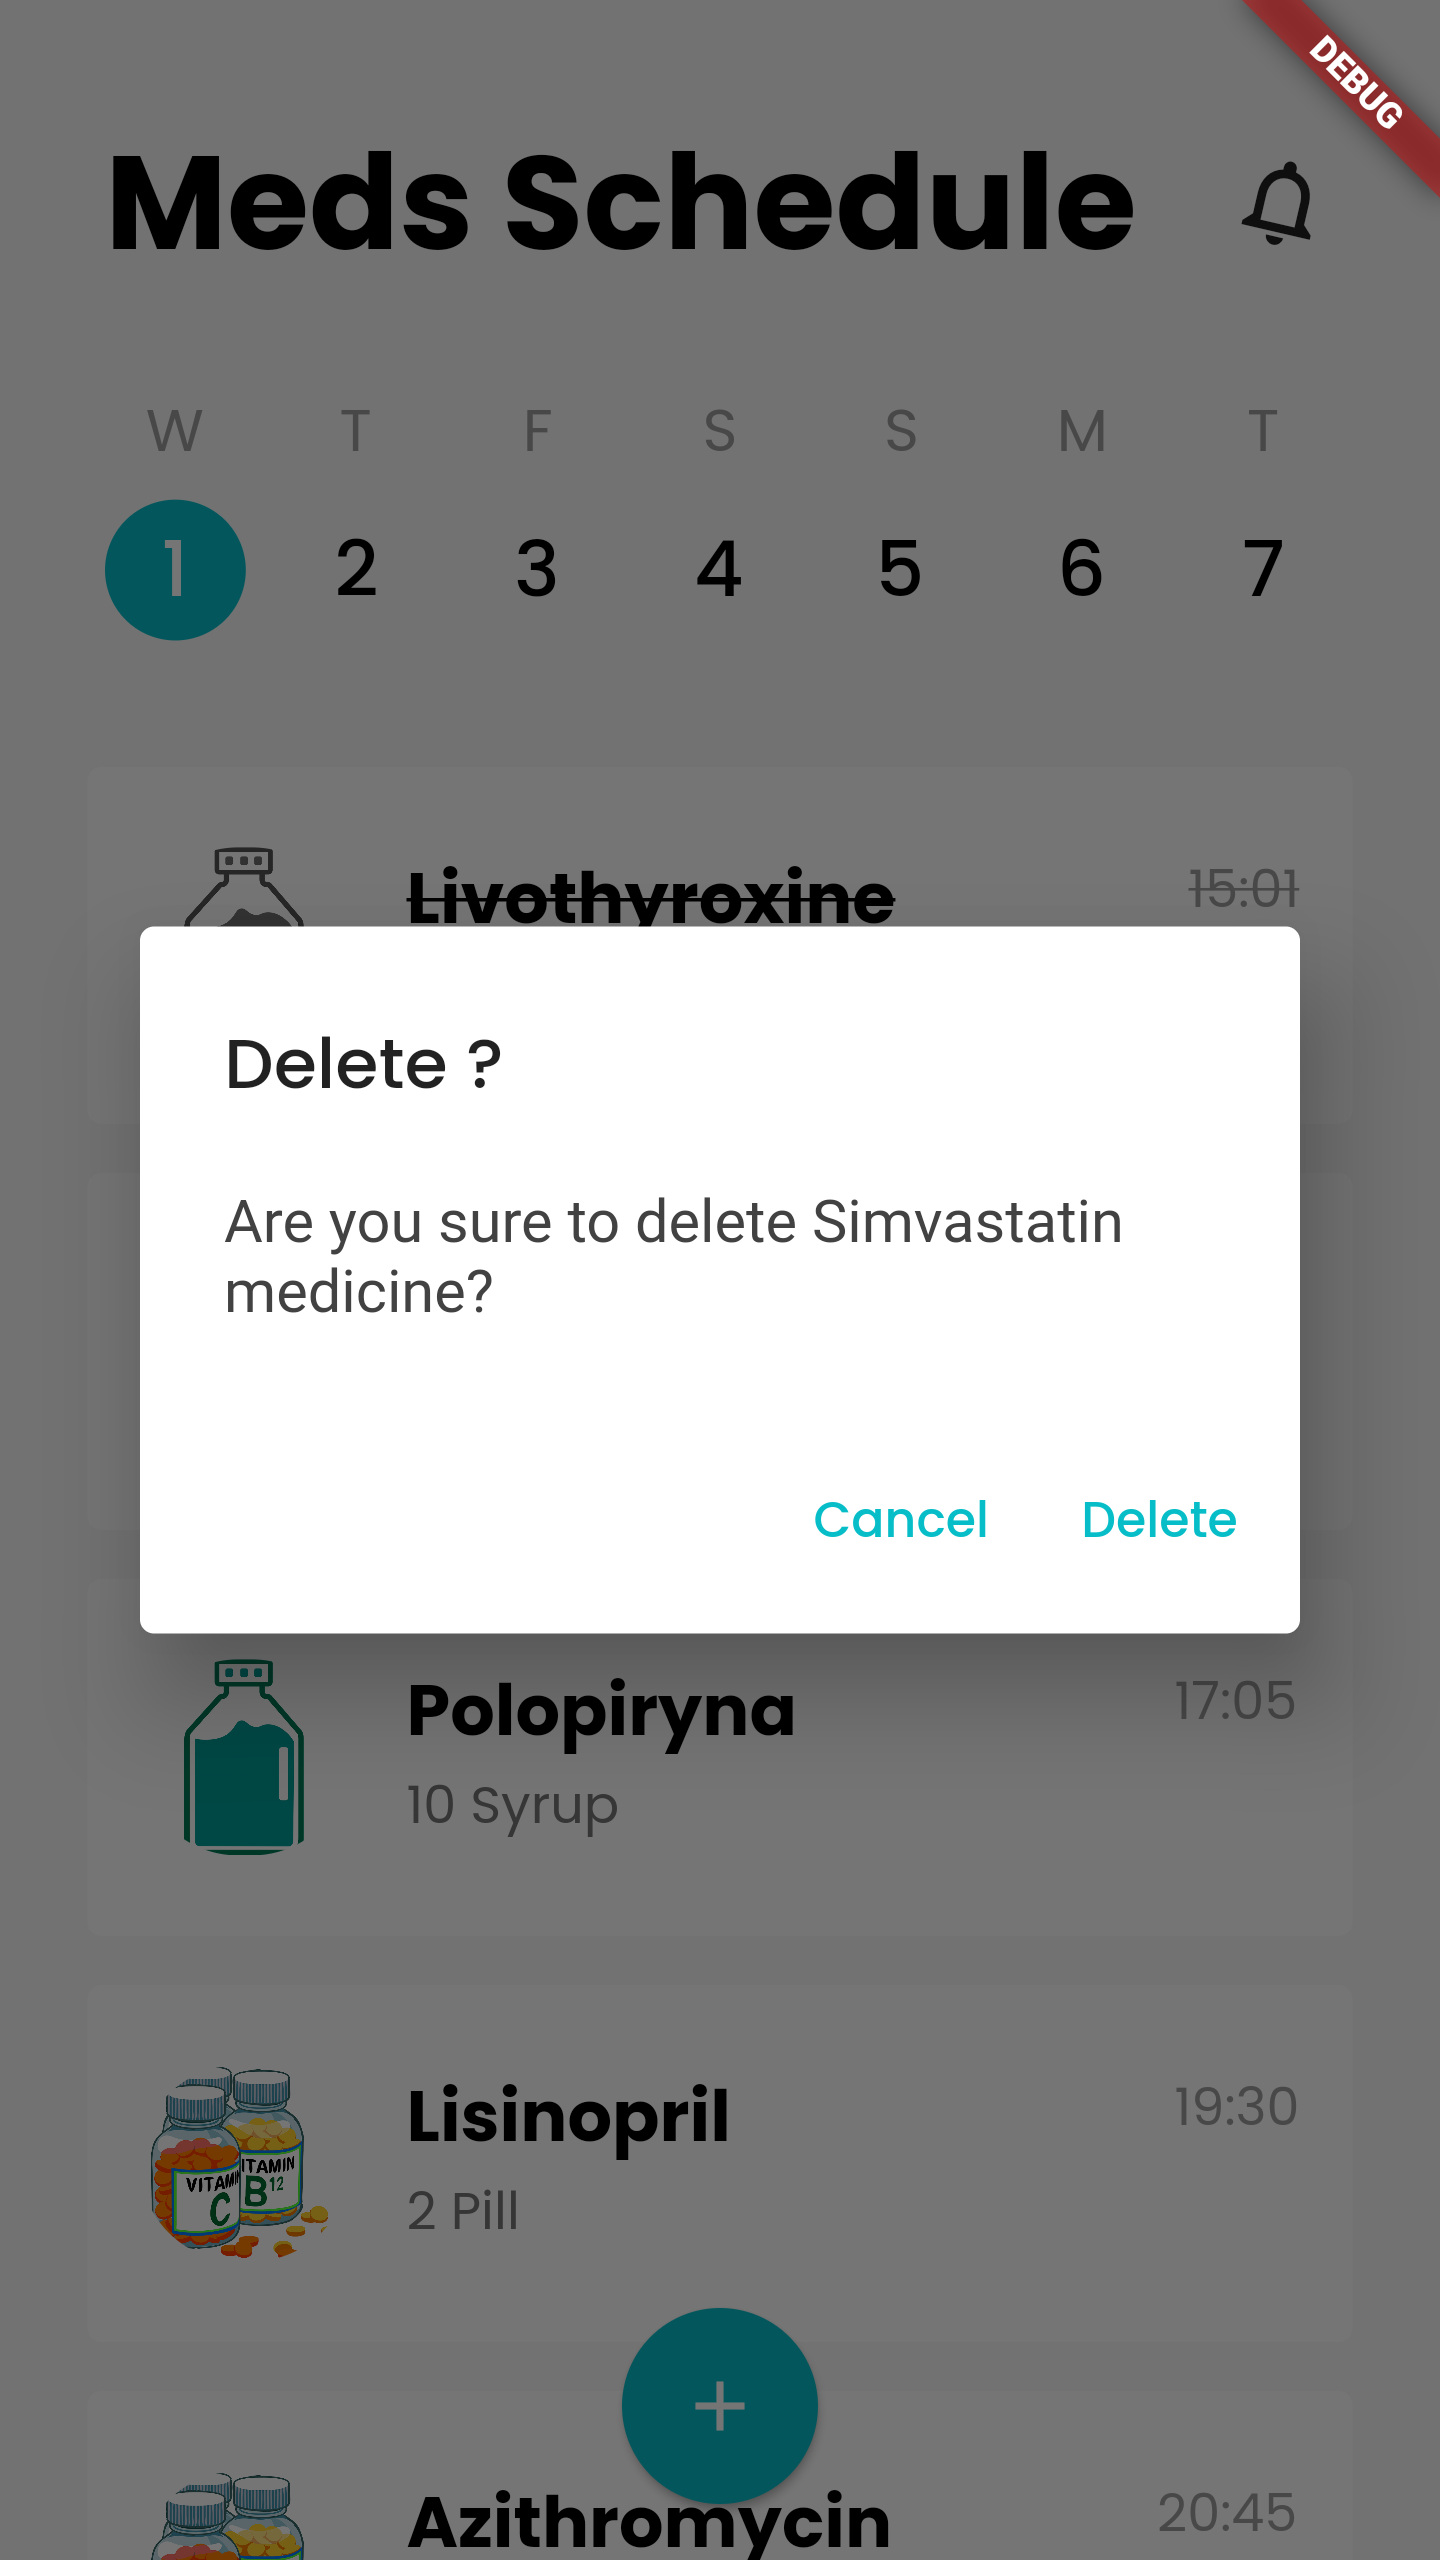 DEBUG
Meds Schedule
W T F S S M T
1 2 3 4 5 6 7
Livothyroxine 15:01
Delete ?
Are you sure to delete Simvastatin
medicine?
Cancel Delete
Polopiryna 17:05
10 Syrup
Lisinopril 19:30
2 Pill
VITAMIN C
VITAMIN B12
+
Azithromycin 20:45